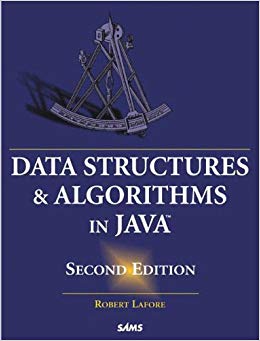 DATA STRUCTURES
& ALGORITHMS
IN JAVA™
SECOND EDITION
ROBERT LAFORE
SAMS